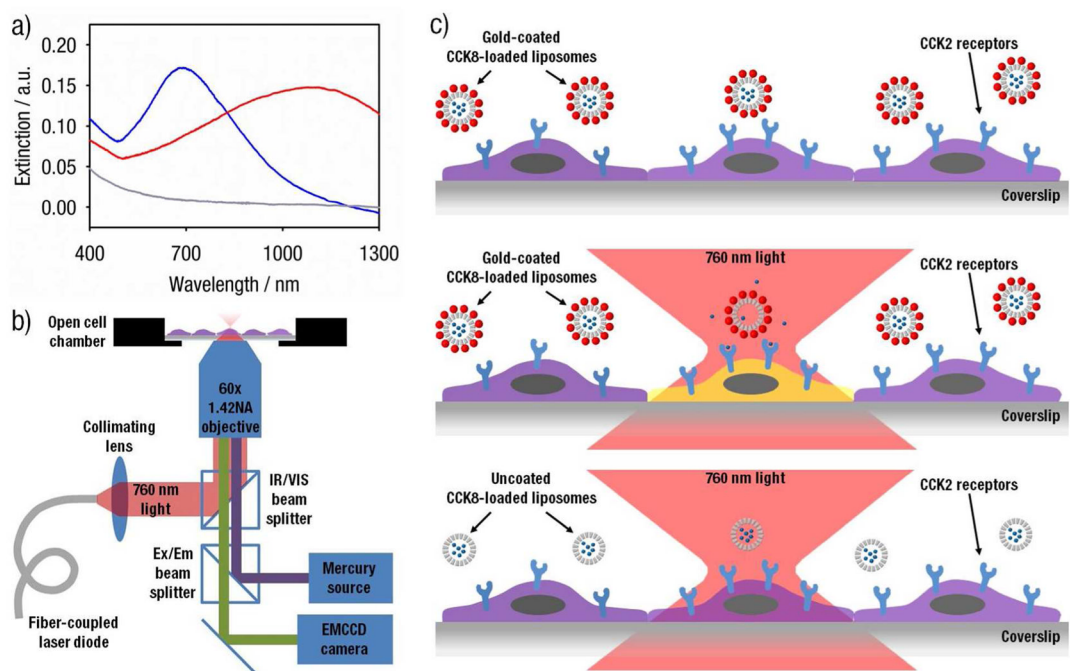 a)
0.20
0.15
0.10
0.05
0.00
Extinction / a.u.
400
700
1000
1300
Wavelength / nm
b)
Open cell
chamber
60x
1.42NA
objective
Collimating
lens
760 nm
light
IR/VIS
beam
splitter
Ex/Em
beam
splitter
Mercury
source
Fiber-coupled
laser diode
EMCCD
camera
c)
Gold-coated
CCK8-loaded liposomes
CCK2 receptors
Coverslip
Gold-coated
CCK8-loaded liposomes
760 nm light
CCK2 receptors
Coverslip
Uncoated
CCK8-loaded liposomes
760 nm light
CCK2 receptors
Coverslip